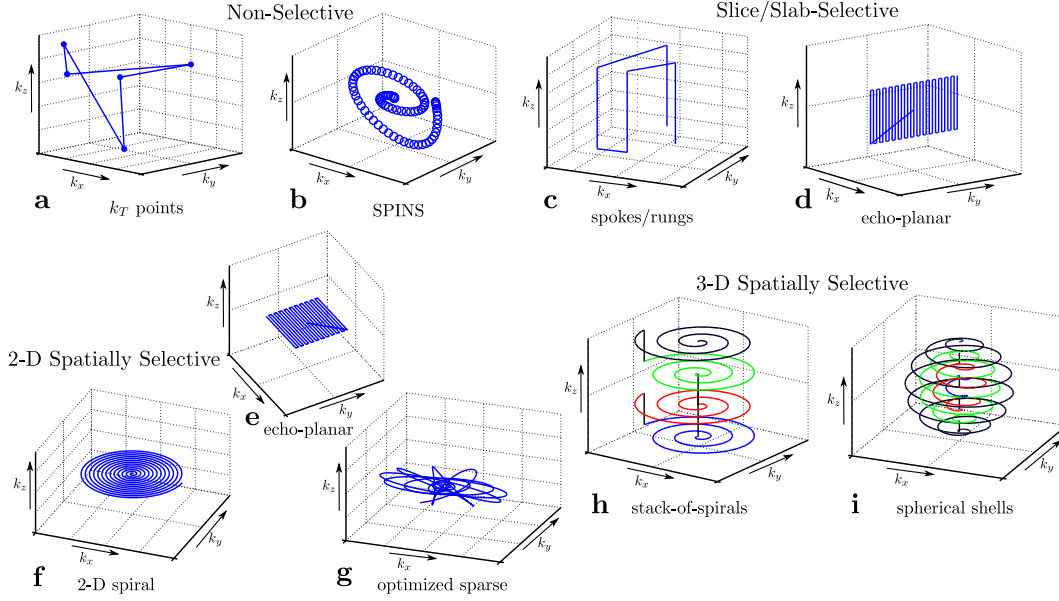 Non-Selective
Slice/Slab-Selective
k_z
k_x
k_y
a
k_T points
k_z
k_x
k_y
b
SPINS
k_z
k_x
k_y
c
spokes/rungs
k_z
k_x
k_y
d
echo-planar
2-D Spatially Selective
3-D Spatially Selective
k_z
k_x
k_y
e
echo-planar
k_z
k_x
k_y
f
2-D spiral
k_z
k_x
k_y
g
optimized sparse
k_z
k_x
k_y
h
stack-of-spirals
k_z
k_x
k_y
i
spherical shells